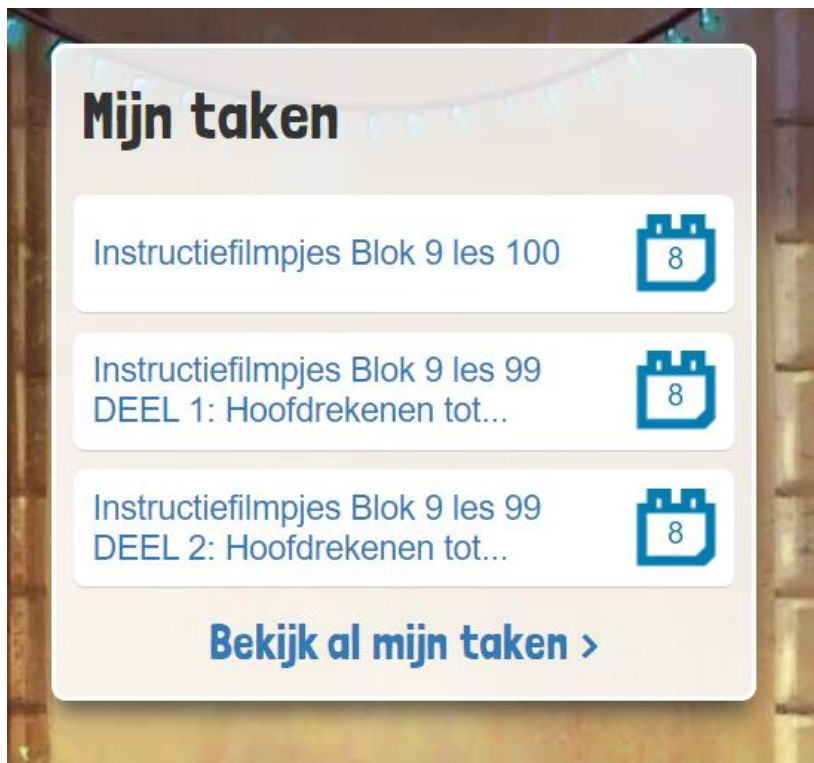 Mijn taken
Instructiefilmpjes Blok 9 les 100
8
Instructiefilmpjes Blok 9 les 99
DEEL 1: Hoofdrekenen tot...
8
Instructiefilmpjes Blok 9 les 99
DEEL 2: Hoofdrekenen tot...
8
Bekijk al mijn taken >